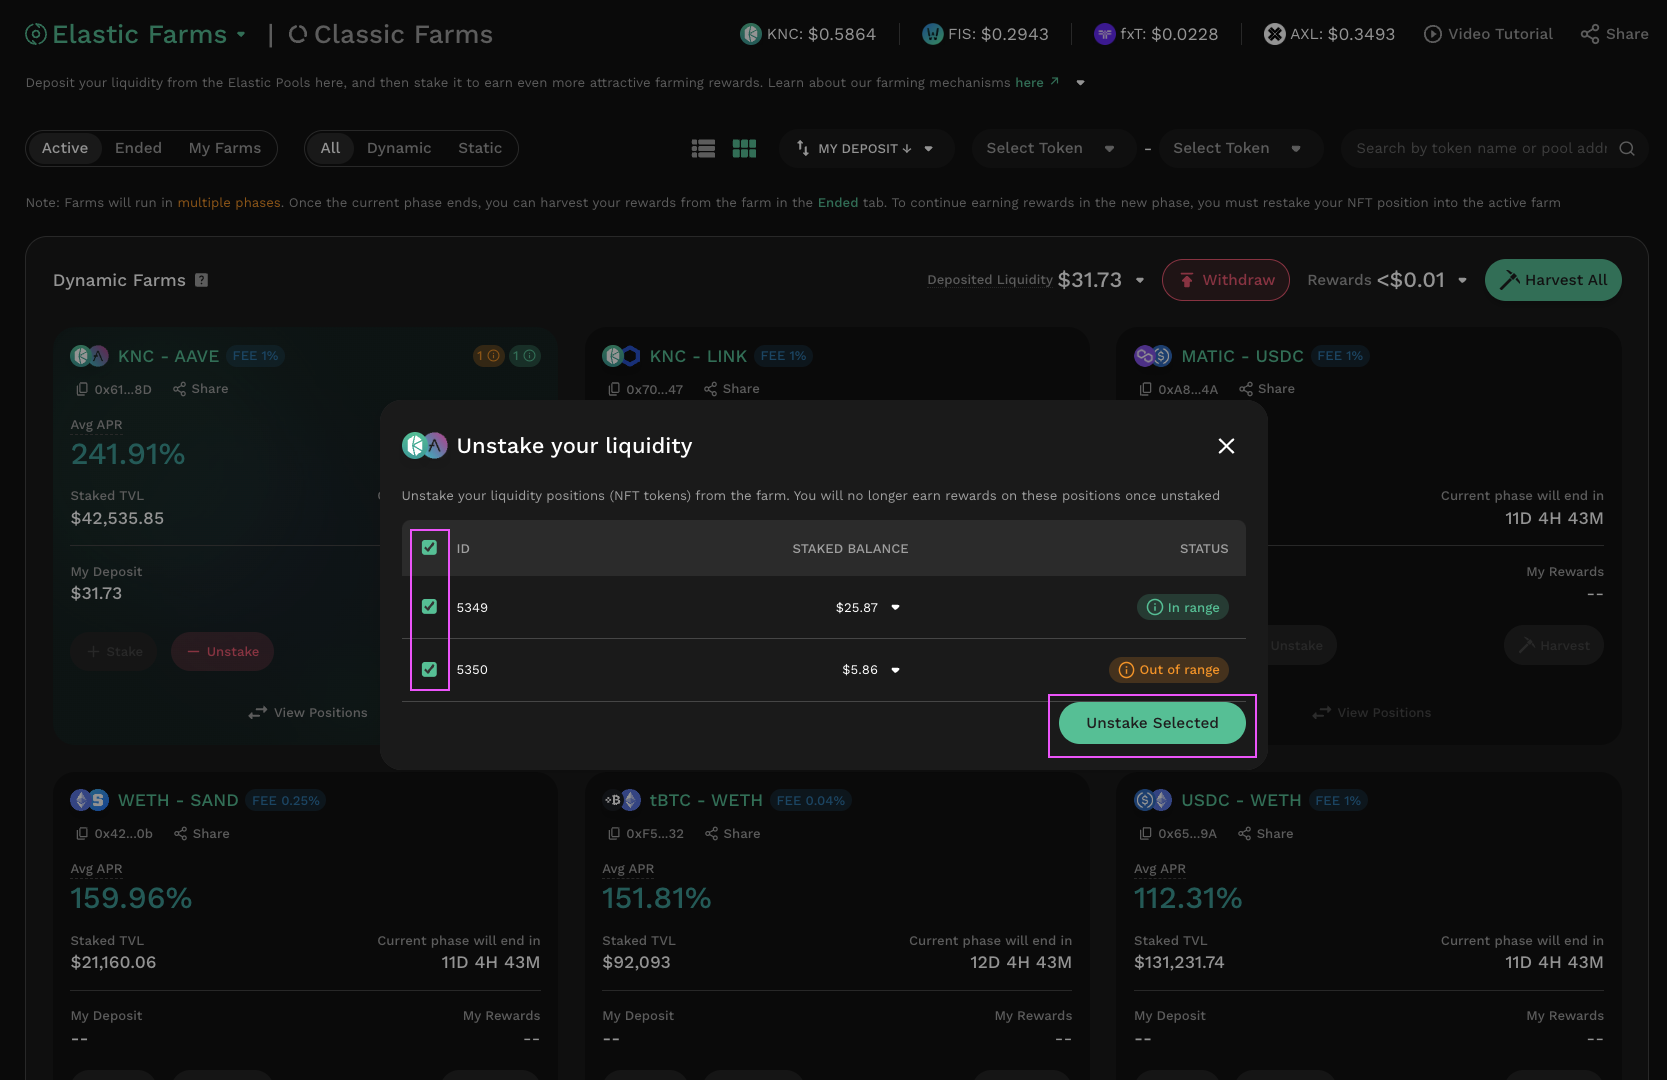 Elastic Farms | Classic Farms KNC: $0.5864 FIS: $0.2943 fxT: $0.0228 AXL: $0.3493 Video Tutorial Share
Deposit your liquidity from the Elastic Pools here, and then stake it to earn even more attractive farming rewards. Learn about our farming mechanisms here ↗
Active Ended My Farms All Dynamic Static MY DEPOSIT ↓ Select Token - Select Token Search by token name or pool addr
Note: Farms will run in multiple phases. Once the current phase ends, you can harvest your rewards from the farm in the Ended tab. To continue earning rewards in the new phase, you must restake your NFT position into the active farm
Dynamic Farms ? Deposited Liquidity $31.73 Withdraw Rewards <$0.01 Harvest All
KNC - AAVE FEE 1% 1 1 KNC - LINK FEE 1% MATIC - USDC FEE 1%
0x61...8D Share 0x70...47 Share 0xA8...4A Share
Avg APR
241.91%
Unstake your liquidity
Staked TVL
$42,535.85
Unstake your liquidity positions (NFT tokens) from the farm. You will no longer earn rewards on these positions once unstaked
Current phase will end in
11D 4H 43M
ID STAKED BALANCE STATUS
My Deposit
$31.73
5349 $25.87 In range
My Rewards
--
+ Stake — Unstake
5350 $5.86 Out of range
Unstake Harvest
View Positions
Unstake Selected
View Positions
WETH - SAND FEE 0.25% tBTC - WETH FEE 0.04% USDC - WETH FEE 1%
0x42...0b Share 0xF5...32 Share 0x65...9A Share
Avg APR Avg APR Avg APR
159.96% 151.81% 112.31%
Staked TVL Current phase will end in Staked TVL Current phase will end in Staked TVL Current phase will end in
$21,160.06 11D 4H 43M $92,093 12D 4H 43M $131,231.74 11D 4H 43M
My Deposit My Rewards My Deposit My Rewards My Deposit My Rewards
-- -- -- -- -- --